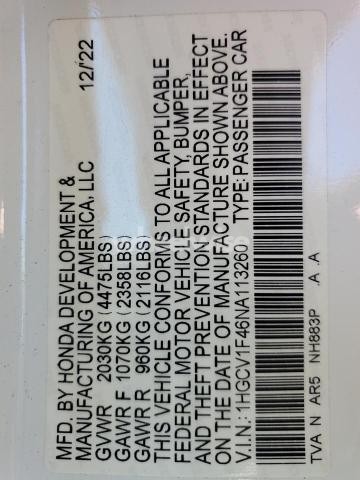 MFD. BY HONDA DEVELOPMENT & 12/'22
MANUFACTURING OF AMERICA, LLC
GVWR 2030KG (4475LBS)
GAWR F 1070KG (2358LBS)
GAWR R 960KG (2116LBS)
THIS VEHICLE CONFORMS TO ALL APPLICABLE
FEDERAL MOTOR VEHICLE SAFETY, BUMPER,
AND THEFT PREVENTION STANDARDS IN EFFECT
ON THE DATE OF MANUFACTURE SHOWN ABOVE.
V.I.N.: 1HGCV1F46NA113260 TYPE: PASSENGER CAR
TVA N AR5 NH883P .A .A